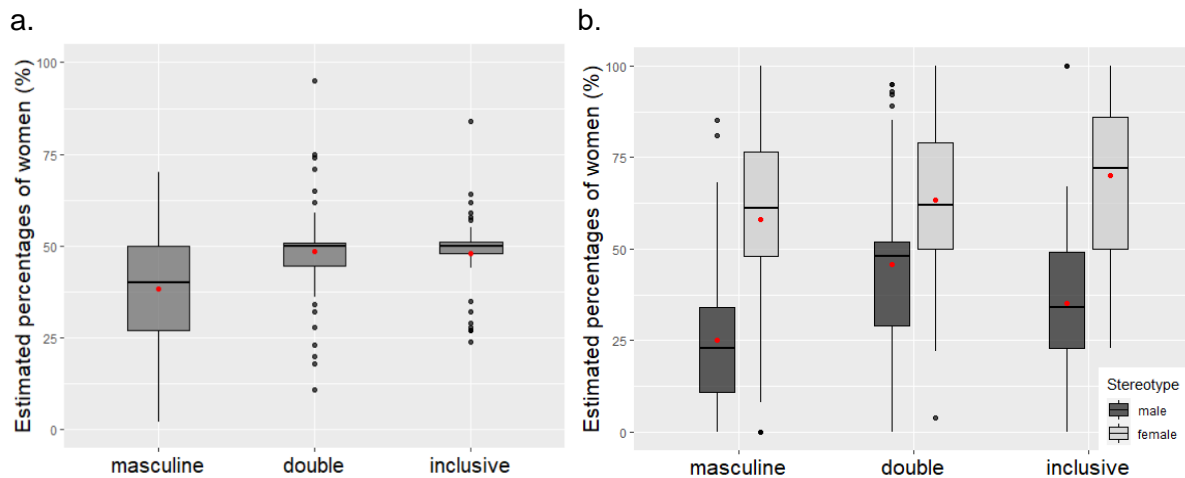 a.
Estimated percentages of women (%)
100
75
50
25
0
masculine double inclusive
b.
Estimated percentages of women (%)
100
75
50
25
0
masculine double inclusive
Stereotype
male
female